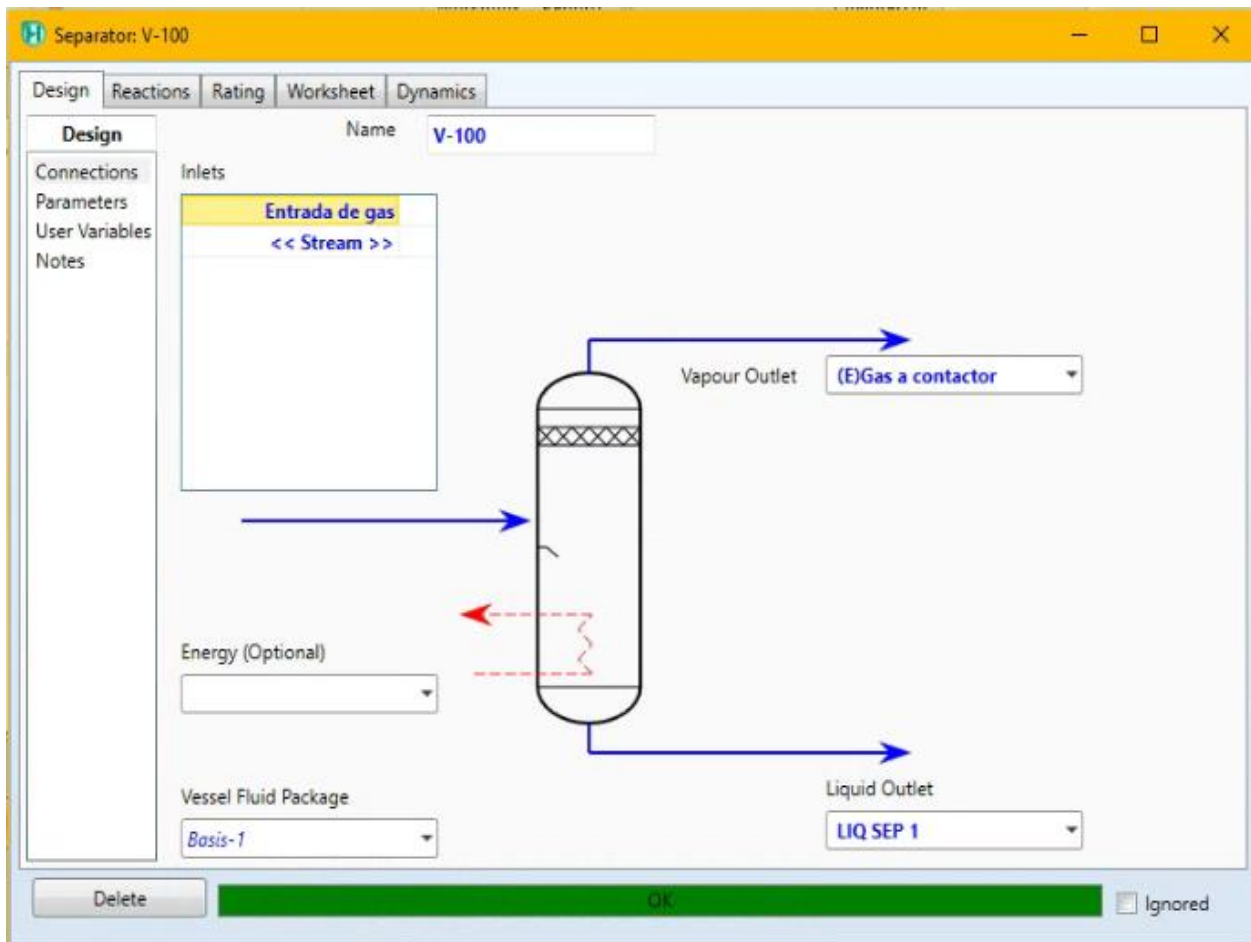 Separator: V-100
Design Reactions Rating Worksheet Dynamics
Design
Connections
Parameters
User Variables
Notes
Name V-100
Inlets
Entrada de gas
<< Stream >>
Vapour Outlet (E)Gas a contactor
Energy (Optional)
Vessel Fluid Package
Basis-1
Liquid Outlet
LIQ SEP 1
Delete OK Ignored